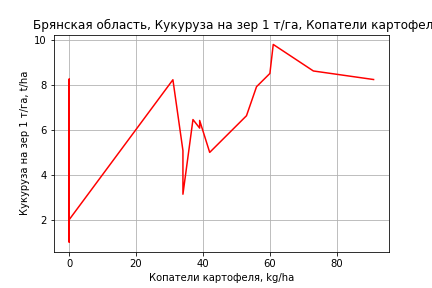 Брянская область, Кукуруза на зер 1 т/га, Копатели картофел
10
8
6
4
2
Кукуруза на зер 1 т/га, t/ha
0 20 40 60 80
Копатели картофеля, kg/ha